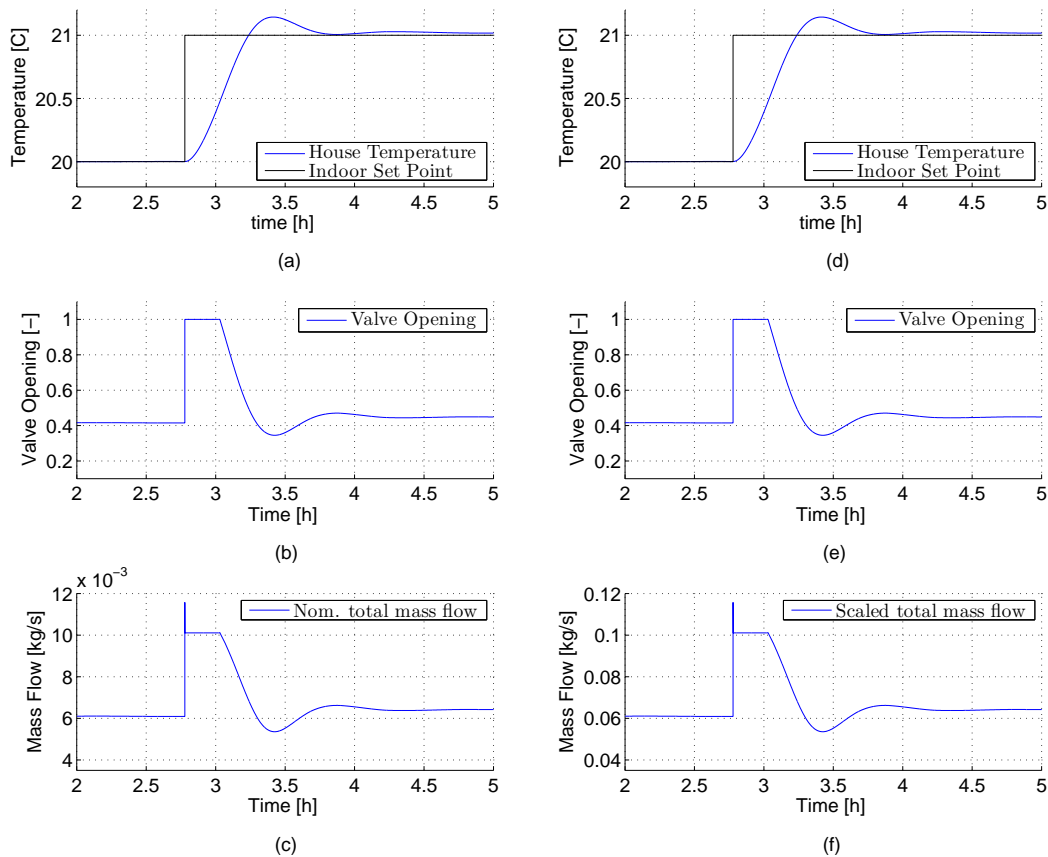 Temperature [C]
21
20.5
20
House Temperature
Indoor Set Point
2 2.5 3 3.5 4 4.5 5
time [h]
(a)
Temperature [C]
21
20.5
20
House Temperature
Indoor Set Point
2 2.5 3 3.5 4 4.5 5
time [h]
(d)
Valve Opening [−]
1
0.8
0.6
0.4
0.2
Valve Opening
2 2.5 3 3.5 4 4.5 5
Time [h]
(b)
Valve Opening [−]
1
0.8
0.6
0.4
0.2
Valve Opening
2 2.5 3 3.5 4 4.5 5
Time [h]
(e)
x 10−3
Mass Flow [kg/s]
12
10
8
6
4
Nom. total mass flow
2 2.5 3 3.5 4 4.5 5
Time [h]
(c)
Mass Flow [kg/s]
0.12
0.1
0.08
0.06
0.04
Scaled total mass flow
2 2.5 3 3.5 4 4.5 5
Time [h]
(f)